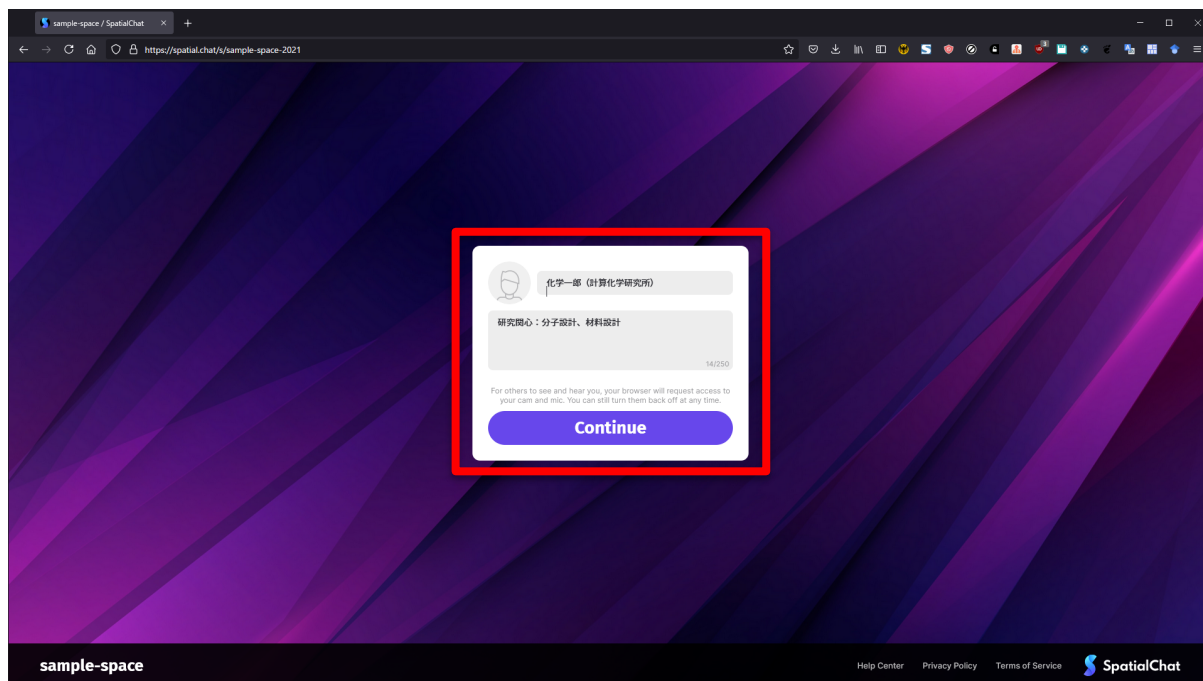 sample-space / SpatialChat
https://spatial.chat/s/sample-space-2021
化学一郎（計算化学研究所）
研究関心：分子設計、材料設計
14/250
For others to see and hear you, your browser will request access to
your cam and mic. You can still turn them back off at any time.
Continue
sample-space
Help Center Privacy Policy Terms of Service SpatialChat